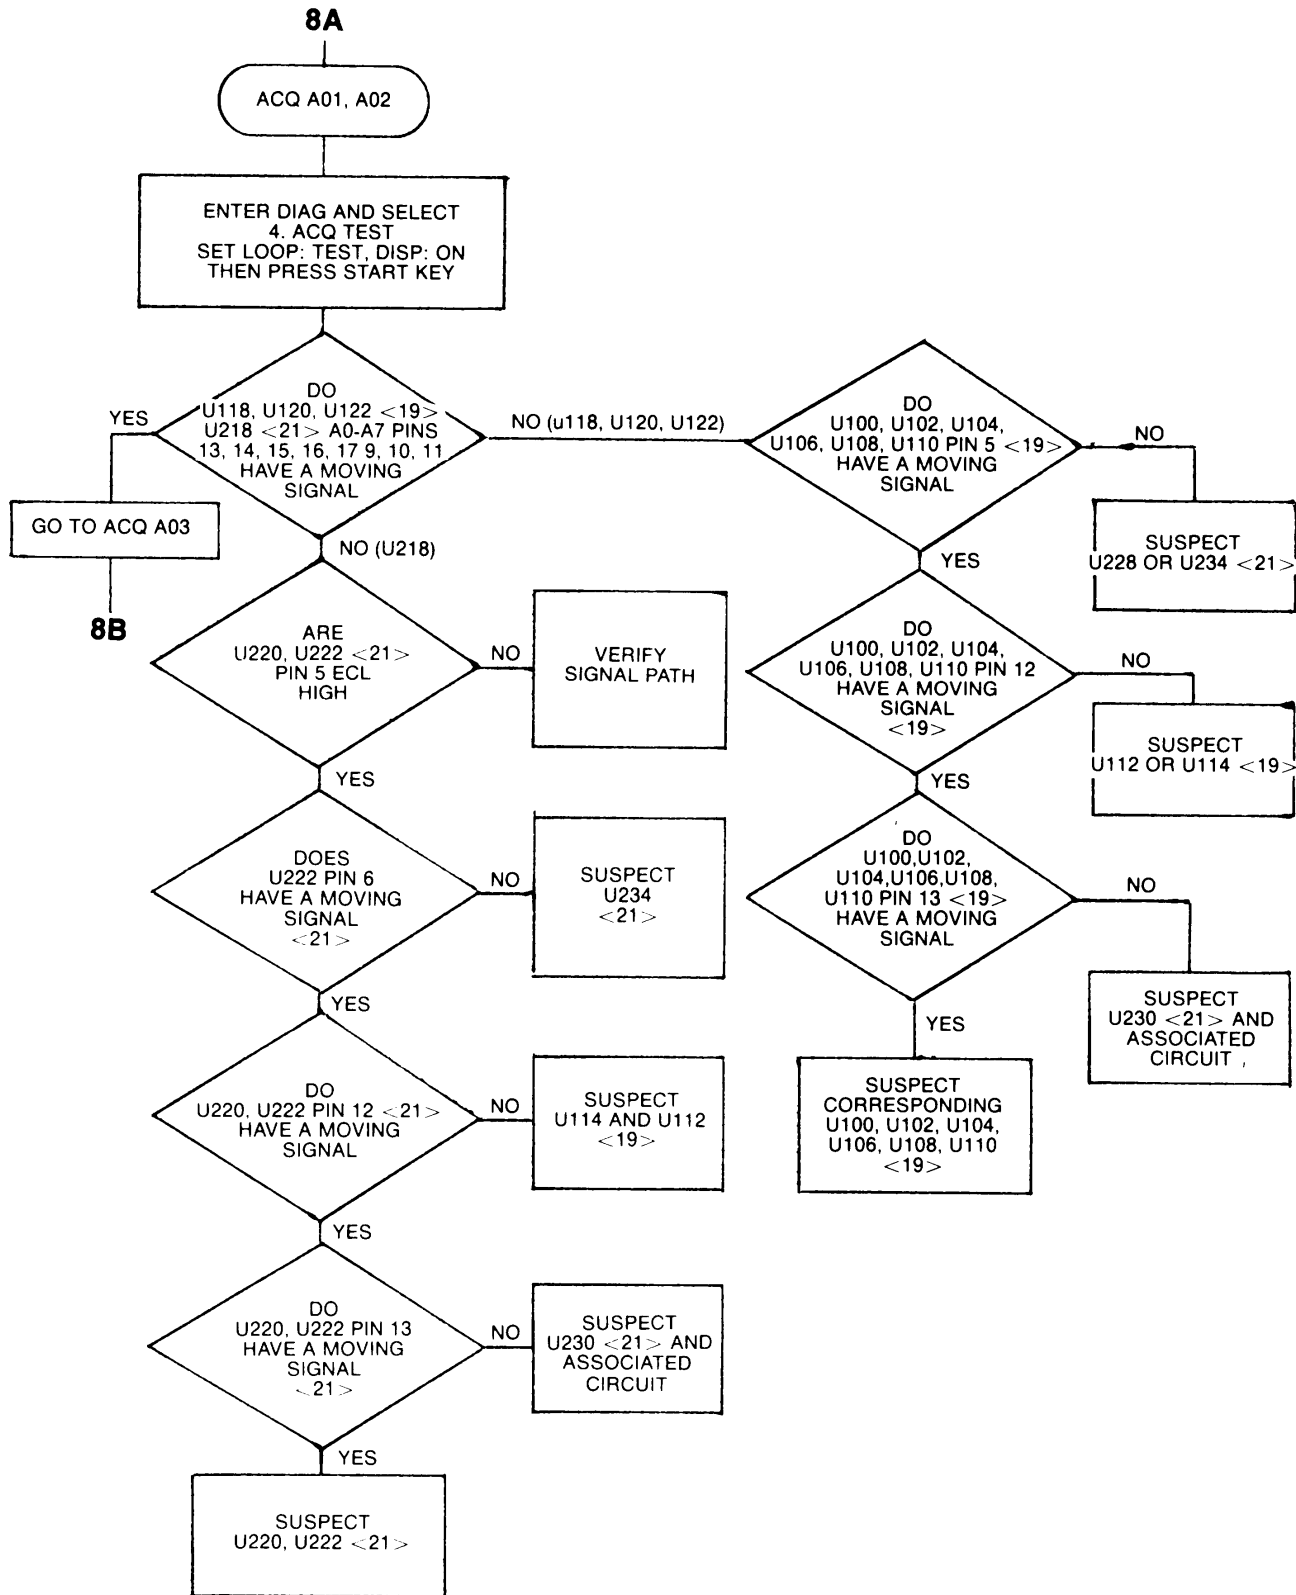 8A
ACQ A01, A02
ENTER DIAG AND SELECT
4. ACQ TEST
SET LOOP: TEST, DISP: ON
THEN PRESS START KEY
DO
U118, U120, U122 <19>
U218 <21> A0-A7 PINS
13, 14, 15, 16, 17 9, 10, 11
HAVE A MOVING
SIGNAL
YES
GO TO ACQ A03
8B
NO (u118, U120, U122)
NO (U218)
ARE
U220, U222 <21>
PIN 5 ECL
HIGH
NO
VERIFY
SIGNAL PATH
YES
DOES
U222 PIN 6
HAVE A MOVING
SIGNAL
<21>
NO
SUSPECT
U234
<21>
YES
DO
U220, U222 PIN 12 <21>
HAVE A MOVING
SIGNAL
NO
SUSPECT
U114 AND U112
<19>
YES
DO
U220, U222 PIN 13
HAVE A MOVING
SIGNAL
<21>
NO
SUSPECT
U230 <21> AND
ASSOCIATED
CIRCUIT
YES
SUSPECT
U220, U222 <21>
DO
U100, U102, U104,
U106, U108, U110 PIN 5 <19>
HAVE A MOVING
SIGNAL
NO
SUSPECT
U228 OR U234 <21>
YES
DO
U100, U102, U104,
U106, U108, U110 PIN 12
HAVE A MOVING
SIGNAL
<19>
NO
SUSPECT
U112 OR U114 <19>
YES
DO
U100,U102,
U104,U106,U108,
U110 PIN 13 <19>
HAVE A MOVING
SIGNAL
NO
SUSPECT
U230 <21> AND
ASSOCIATED
CIRCUIT
YES
SUSPECT
CORRESPONDING
U100, U102, U104,
U106, U108, U110
<19>